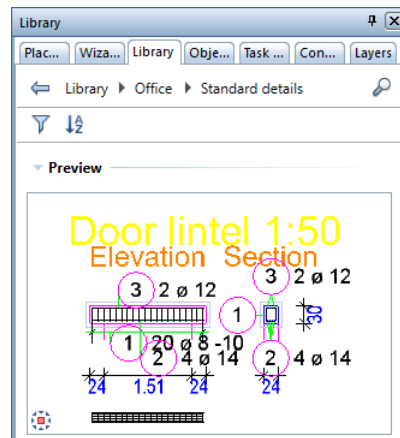 Library
Plac... Wiza... Library Obje... Task ... Con... Layers
Library Office Standard details
A
Z
Preview
Door lintel 1:50
Elevation Section
3 2 ø 12
3 2 ø 12
1
30
1 20 ø 8 -10
2 4 ø 14
2 4 ø 14
24 1.51 24
24